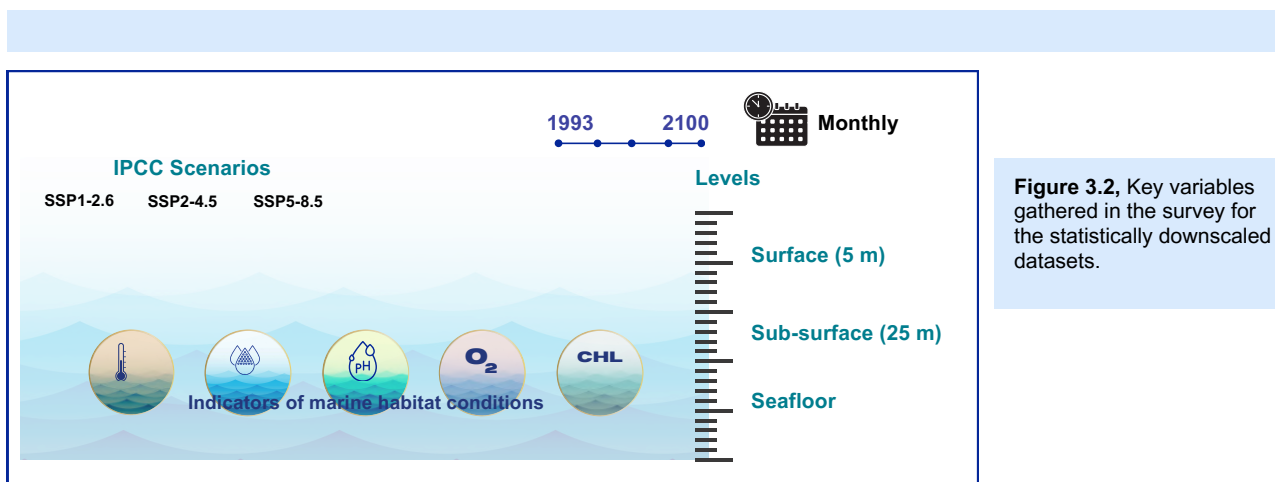 1993 2100
Monthly
IPCC Scenarios
SSP1-2.6 SSP2-4.5 SSP5-8.5
Levels
Surface (5 m)
Sub-surface (25 m)
Seafloor
pH
O₂
CHL
Indicators of marine habitat conditions
Figure 3.2, Key variables
gathered in the survey for
the statistically downscaled
datasets.